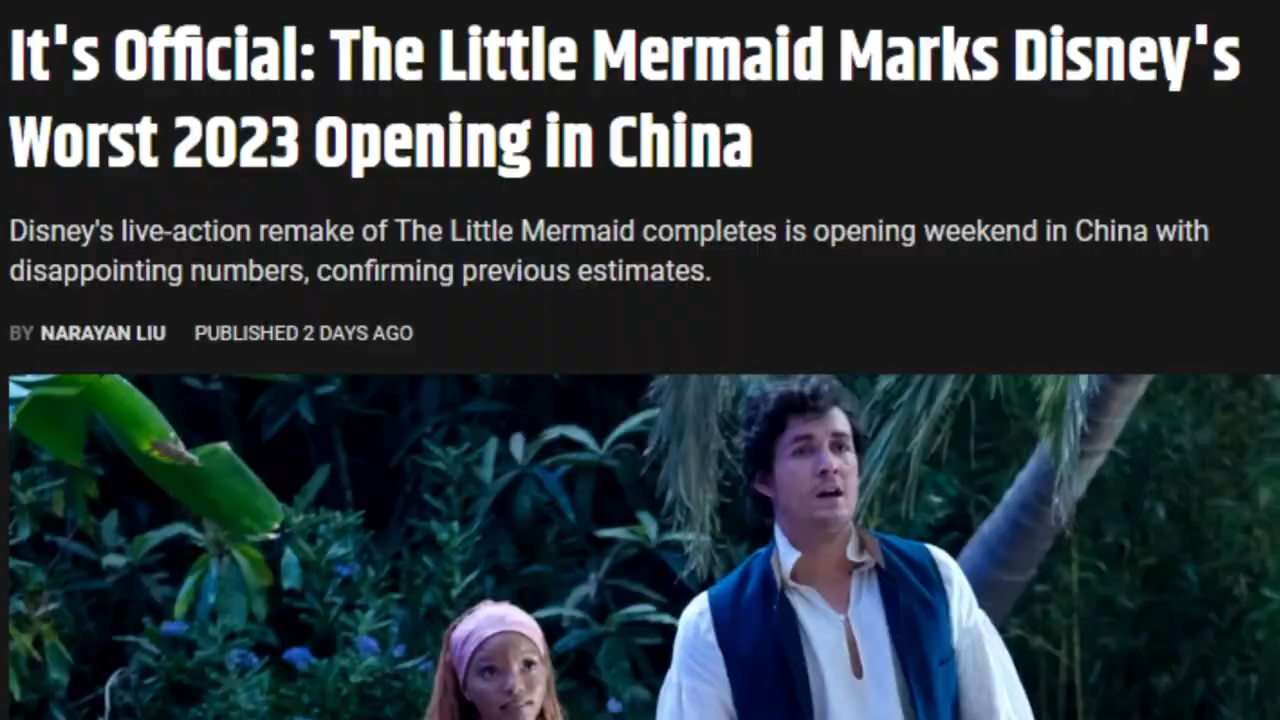 It's Official: The Little Mermaid Marks Disney's
Worst 2023 Opening in China
Disney's live-action remake of The Little Mermaid completes is opening weekend in China with
disappointing numbers, confirming previous estimates.
BY NARAYAN LIU PUBLISHED 2 DAYS AGO